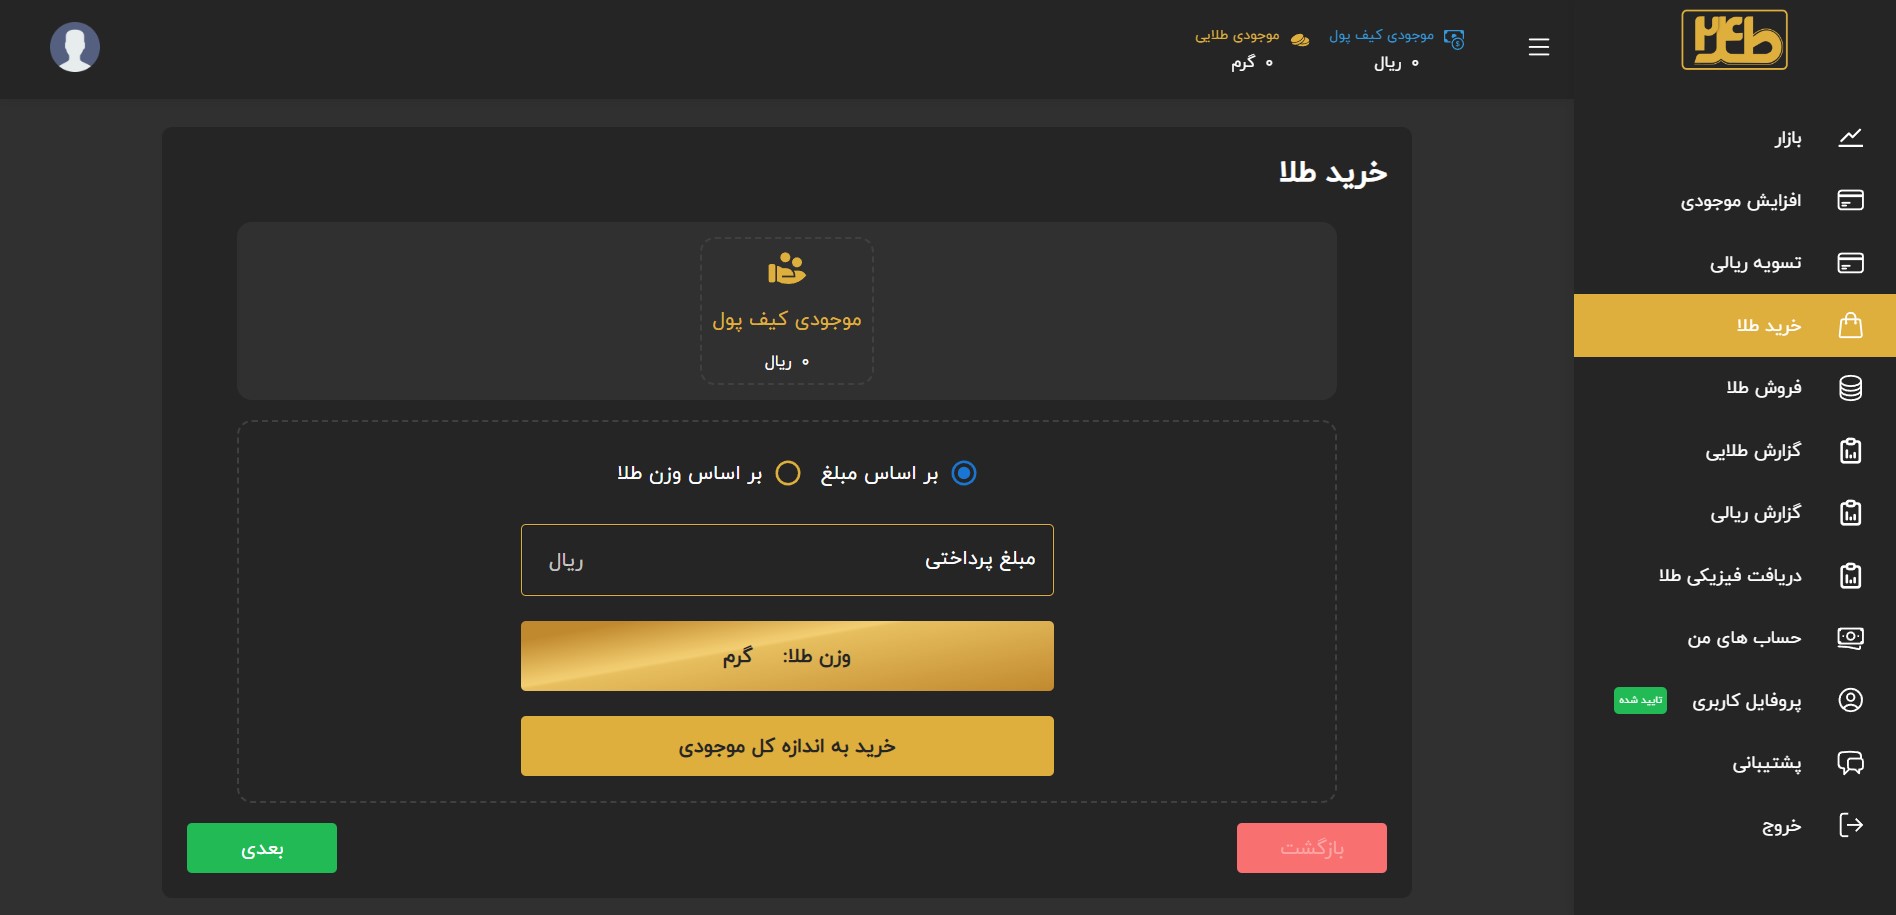 طلا۲۴
موجودی کیف پول
۰ ریال
موجودی طلایی
۰ گرم
بازار
افزایش موجودی
تسویه ریالی
خرید طلا
فروش طلا
گزارش طلایی
گزارش ریالی
دریافت فیزیکی طلا
حساب های من
پروفایل کاربری تایید شده
پشتیبانی
خروج
خرید طلا
موجودی کیف پول
۰ ریال
بر اساس مبلغ بر اساس وزن طلا
مبلغ پرداختی ریال
وزن طلا: گرم
خرید به اندازه کل موجودی
بازگشت بعدی